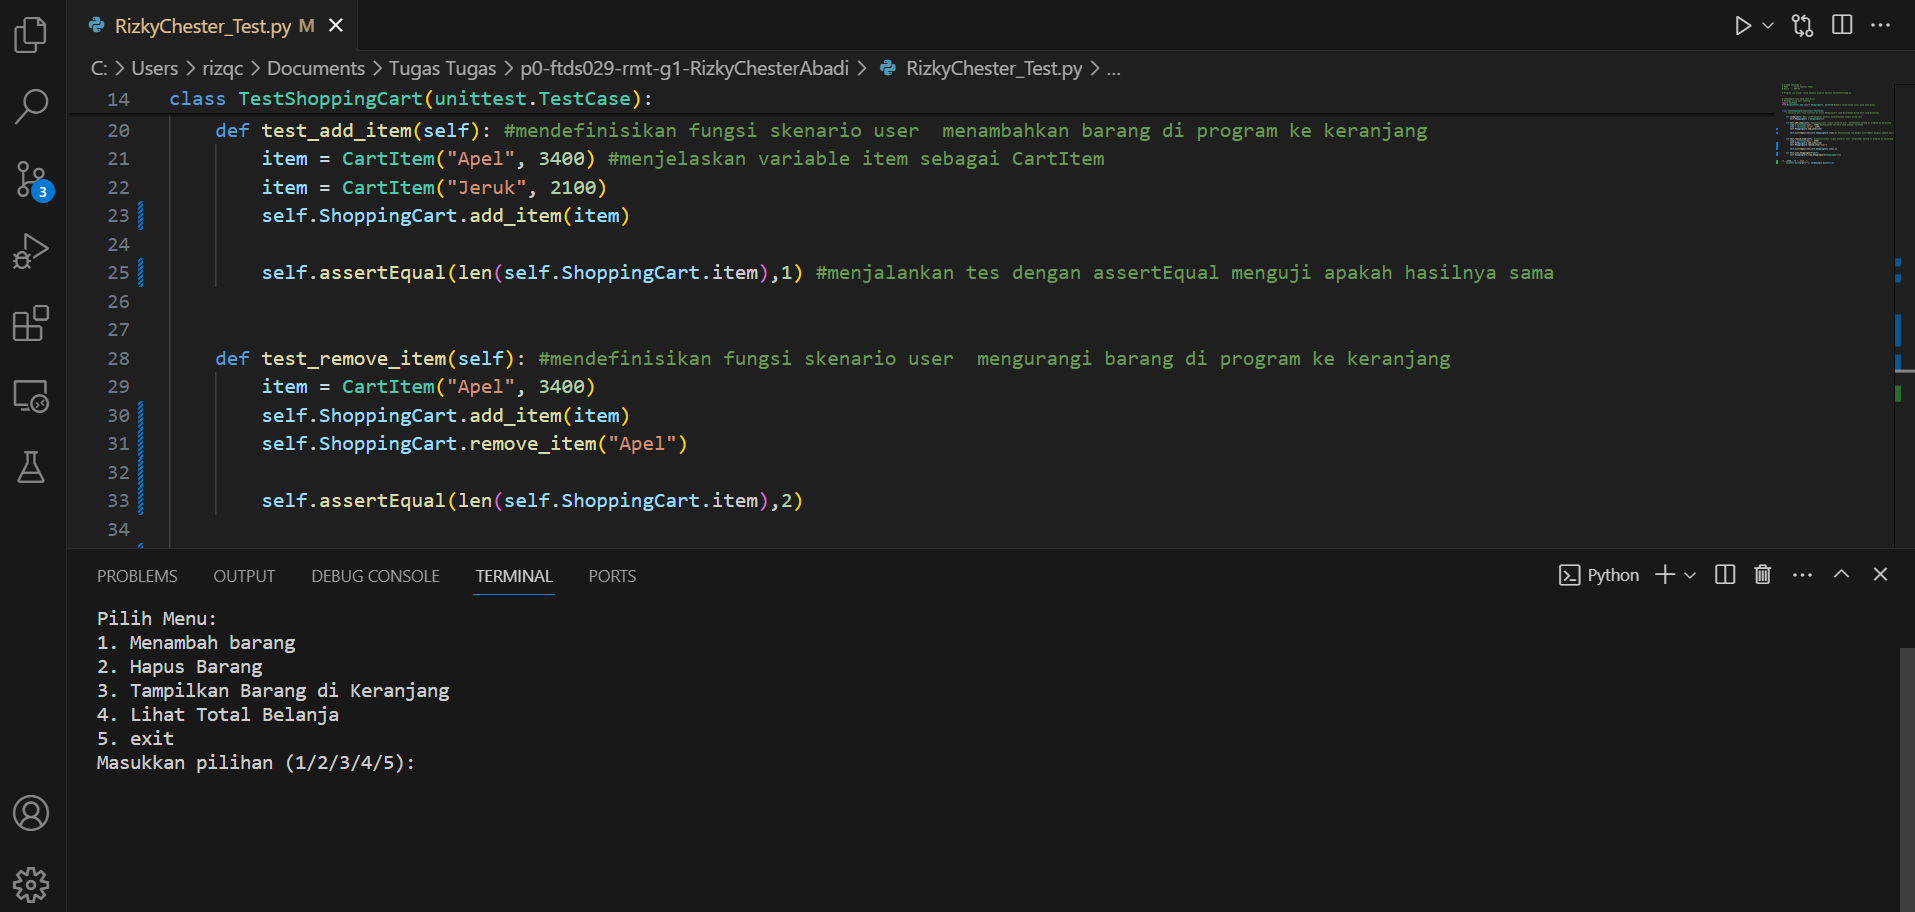 RizkyChester_Test.py M
C: > Users > rizqc > Documents > Tugas Tugas > p0-ftds029-rmt-g1-RizkyChesterAbadi > RizkyChester_Test.py > ...
14 class TestShoppingCart(unittest.TestCase):
20 def test_add_item(self): #mendefinisikan fungsi skenario user  menambahkan barang di program ke keranjang
21 item = CartItem("Apel", 3400) #menjelaskan variable item sebagai CartItem
22 item = CartItem("Jeruk", 2100)
23 self.ShoppingCart.add_item(item)
24
25 self.assertEqual(len(self.ShoppingCart.item),1) #menjalankan tes dengan assertEqual menguji apakah hasilnya sama
26
27
28 def test_remove_item(self): #mendefinisikan fungsi skenario user  mengurangi barang di program ke keranjang
29 item = CartItem("Apel", 3400)
30 self.ShoppingCart.add_item(item)
31 self.ShoppingCart.remove_item("Apel")
32
33 self.assertEqual(len(self.ShoppingCart.item),2)
34
3
PROBLEMS OUTPUT DEBUG CONSOLE TERMINAL PORTS
Python
Pilih Menu:
1. Menambah barang
2. Hapus Barang
3. Tampilkan Barang di Keranjang
4. Lihat Total Belanja
5. exit
Masukkan pilihan (1/2/3/4/5):